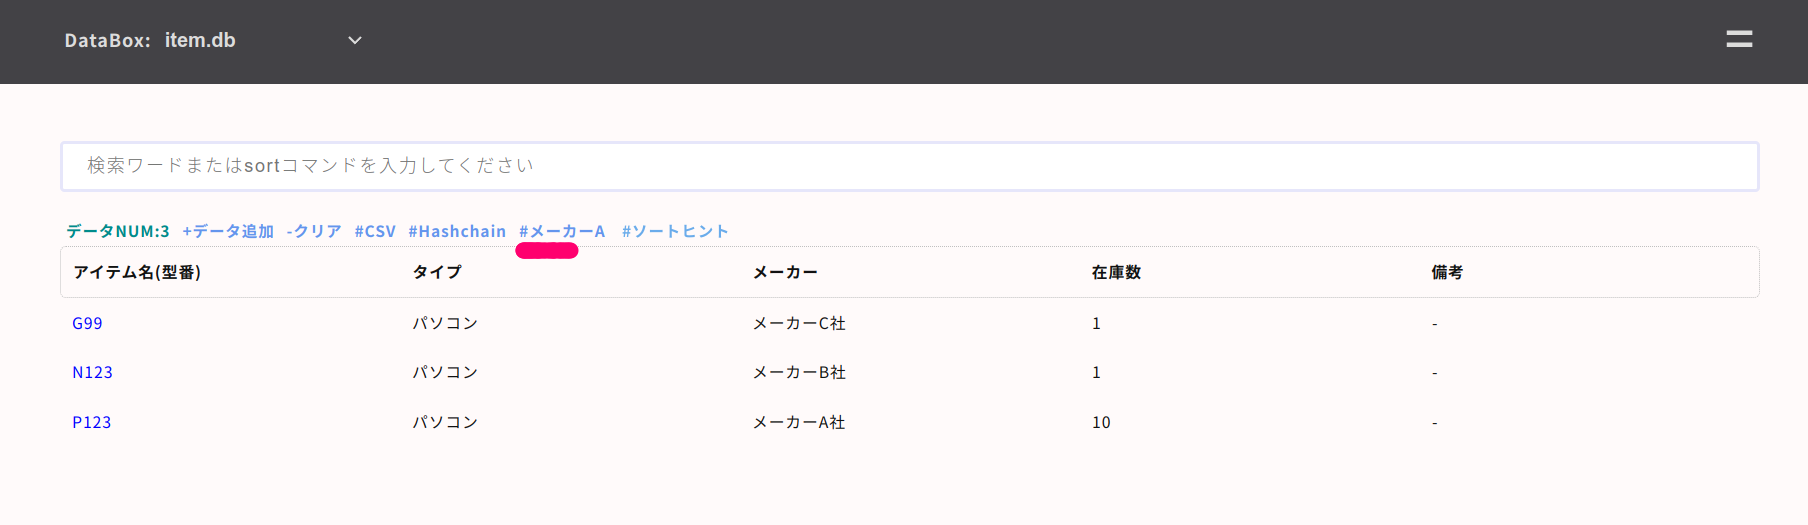 DataBox: item.db
検索ワードまたはsortコマンドを入力してください
データNUM:3 +データ追加 -クリア #CSV #Hashchain #メーカーA #ソートヒント
アイテム名(型番) タイプ メーカー 在庫数 備考
G99 パソコン メーカーC社 1 -
N123 パソコン メーカーB社 1 -
P123 パソコン メーカーA社 10 -